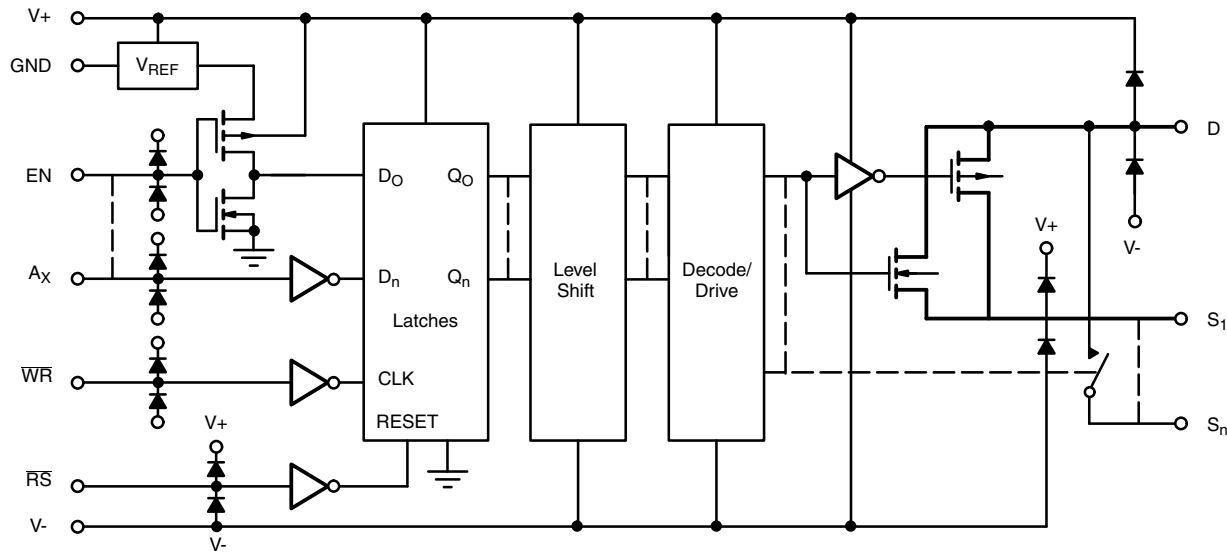 V+
GND
VREF
D
EN
DO
QO
V+
V-
AX
Dn
Qn
Level
Shift
Decode/
Drive
Latches
S1
WR
CLK
RESET
V+
Sn
RS
V-
V-